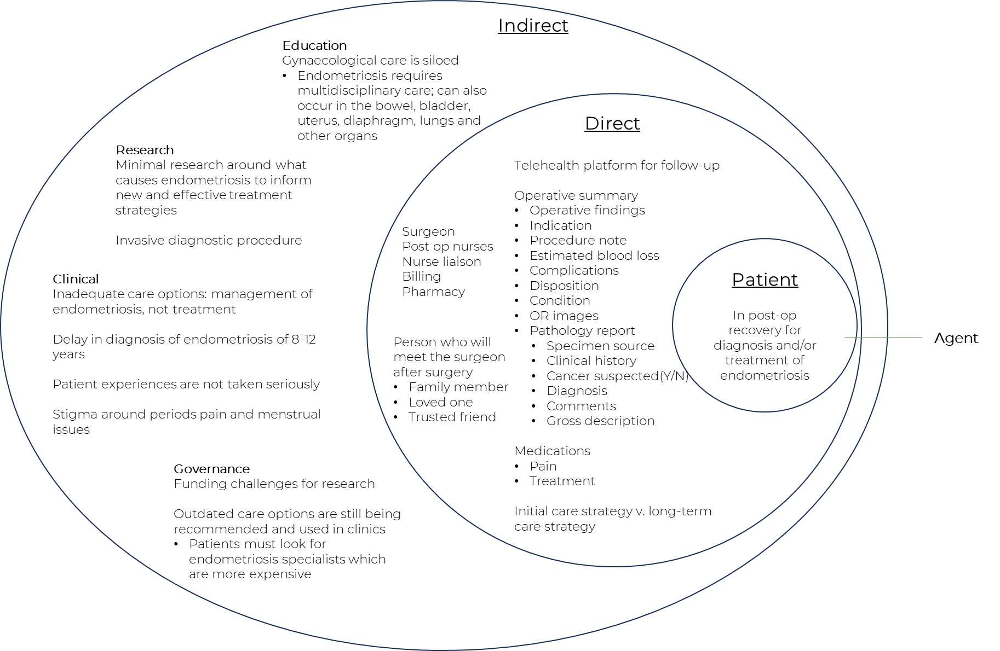 Indirect
Education
Gynaecological care is siloed
• Endometriosis requires
multidisciplinary care; can also
occur in the bowel, bladder,
uterus, diaphragm, lungs and
other organs
Research
Minimal research around what
causes endometriosis to inform
new and effective treatment
strategies
Invasive diagnostic procedure
Clinical
Inadequate care options: management of
endometriosis, not treatment
Delay in diagnosis of endometriosis of 8-12
years
Patient experiences are not taken seriously
Stigma around periods pain and menstrual
issues
Governance
Funding challenges for research
Outdated care options are still being
recommended and used in clinics
• Patients must look for
endometriosis specialists which
are more expensive
Direct
Surgeon
Post op nurses
Nurse liaison
Billing
Pharmacy
Person who will
meet the surgeon
after surgery
• Family member
• Loved one
• Trusted friend
Telehealth platform for follow-up
Operative summary
• Operative findings
• Indication
• Procedure note
• Estimated blood loss
• Complications
• Disposition
• Condition
• OR images
• Pathology report
• Specimen source
• Clinical history
• Cancer suspected(Y/N)
• Diagnosis
• Comments
• Gross description
Medications
• Pain
• Treatment
Initial care strategy v. long-term
care strategy
Patient
In post-op
recovery for
diagnosis and/or
treatment of
endometriosis
Agent